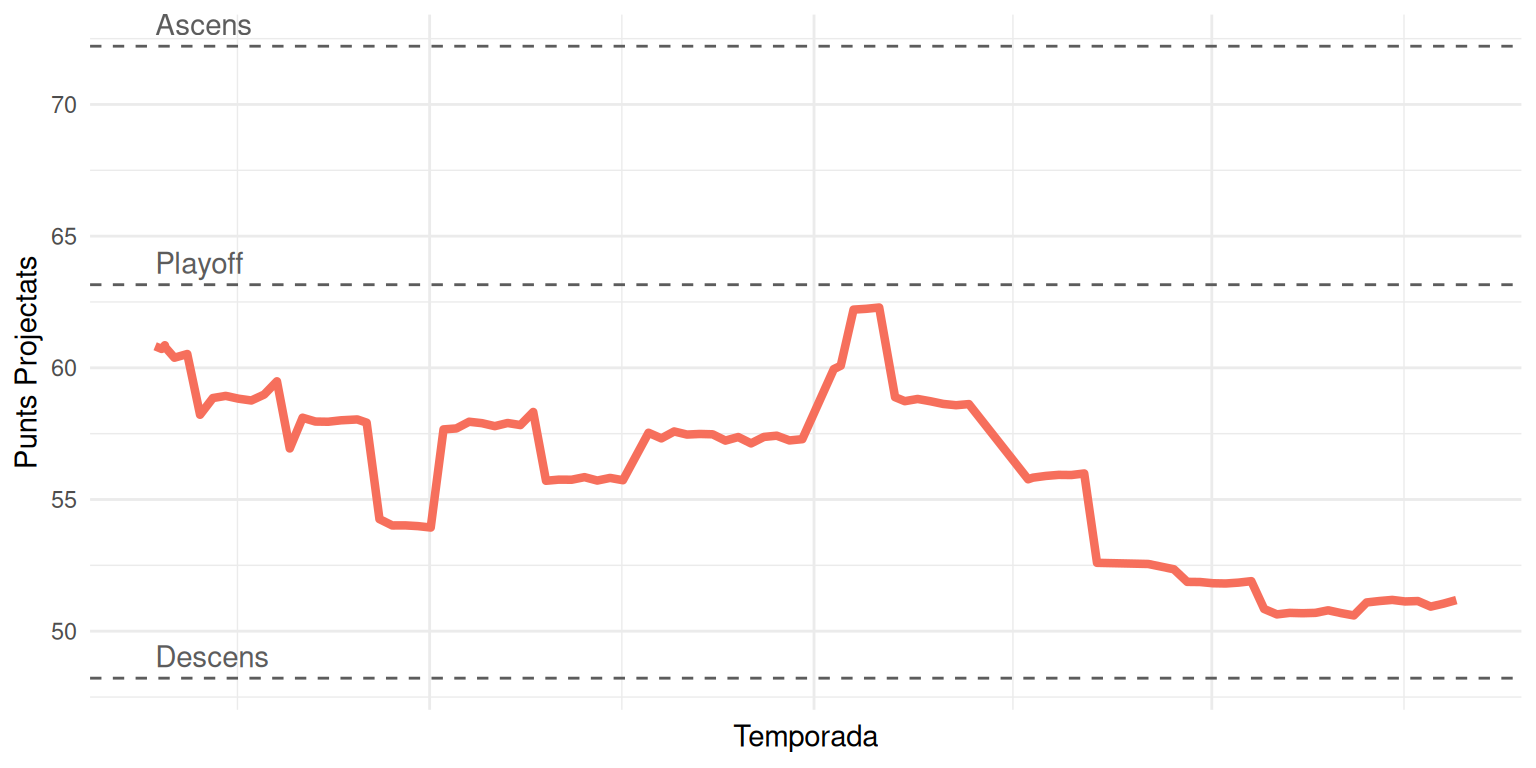 Ascens
70
65
Playoff
60
55
50
Descens
Punts Projectats
Temporada